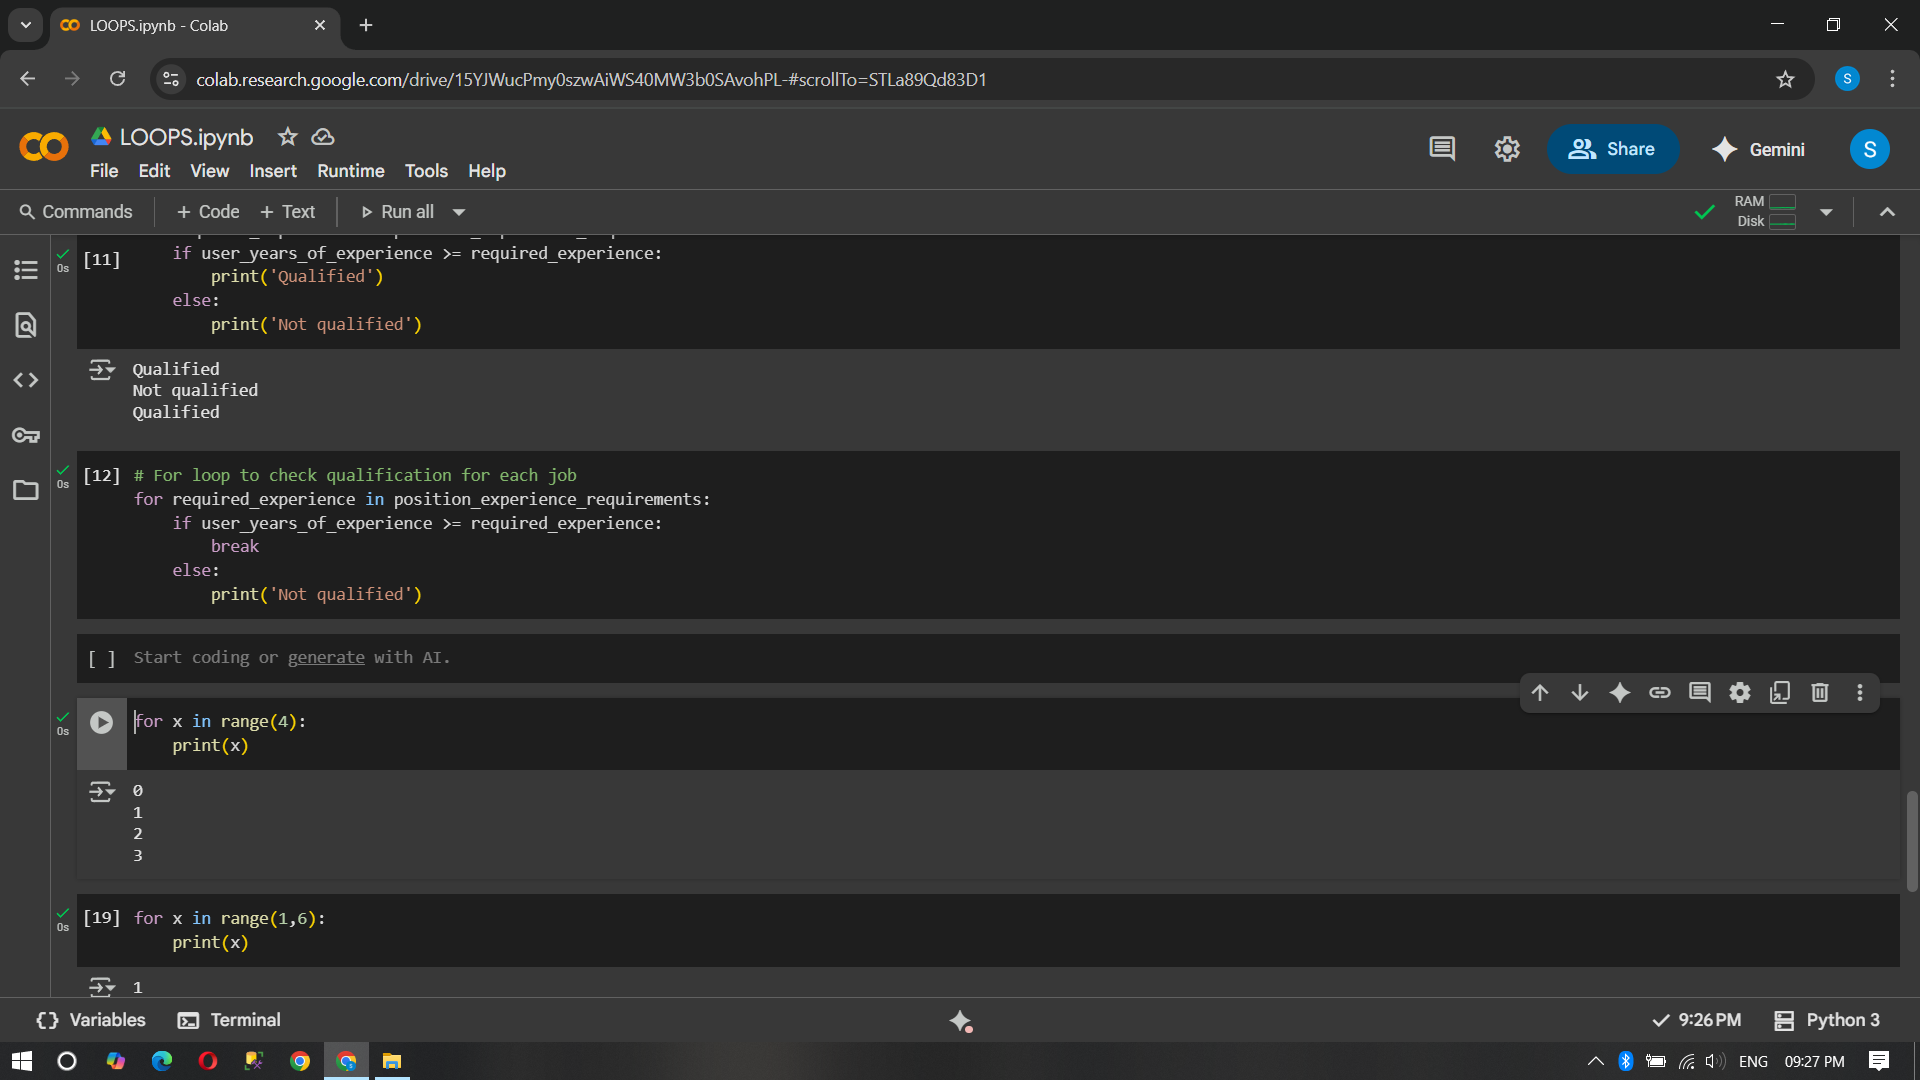 LOOPS.ipynb - Colab
colab.research.google.com/drive/15YJWucPmy0szwAiWS40MW3b0SAvohPL-#scrollTo=STLa89Qd83D1
S
LOOPS.ipynb
File Edit View Insert Runtime Tools Help
Share
Gemini
S
Commands + Code + Text Run all
RAM
Disk
0s
[11]
if user_years_of_experience >= required_experience:
print('Qualified')
else:
print('Not qualified')
Qualified
Not qualified
Qualified
0s
[12] # For loop to check qualification for each job
for required_experience in position_experience_requirements:
if user_years_of_experience >= required_experience:
break
else:
print('Not qualified')
[ ] Start coding or generate with AI.
0s
for x in range(4):
print(x)
0
1
2
3
0s
[19] for x in range(1,6):
print(x)
1
{} Variables Terminal
9:26 PM Python 3
ENG 09:27 PM